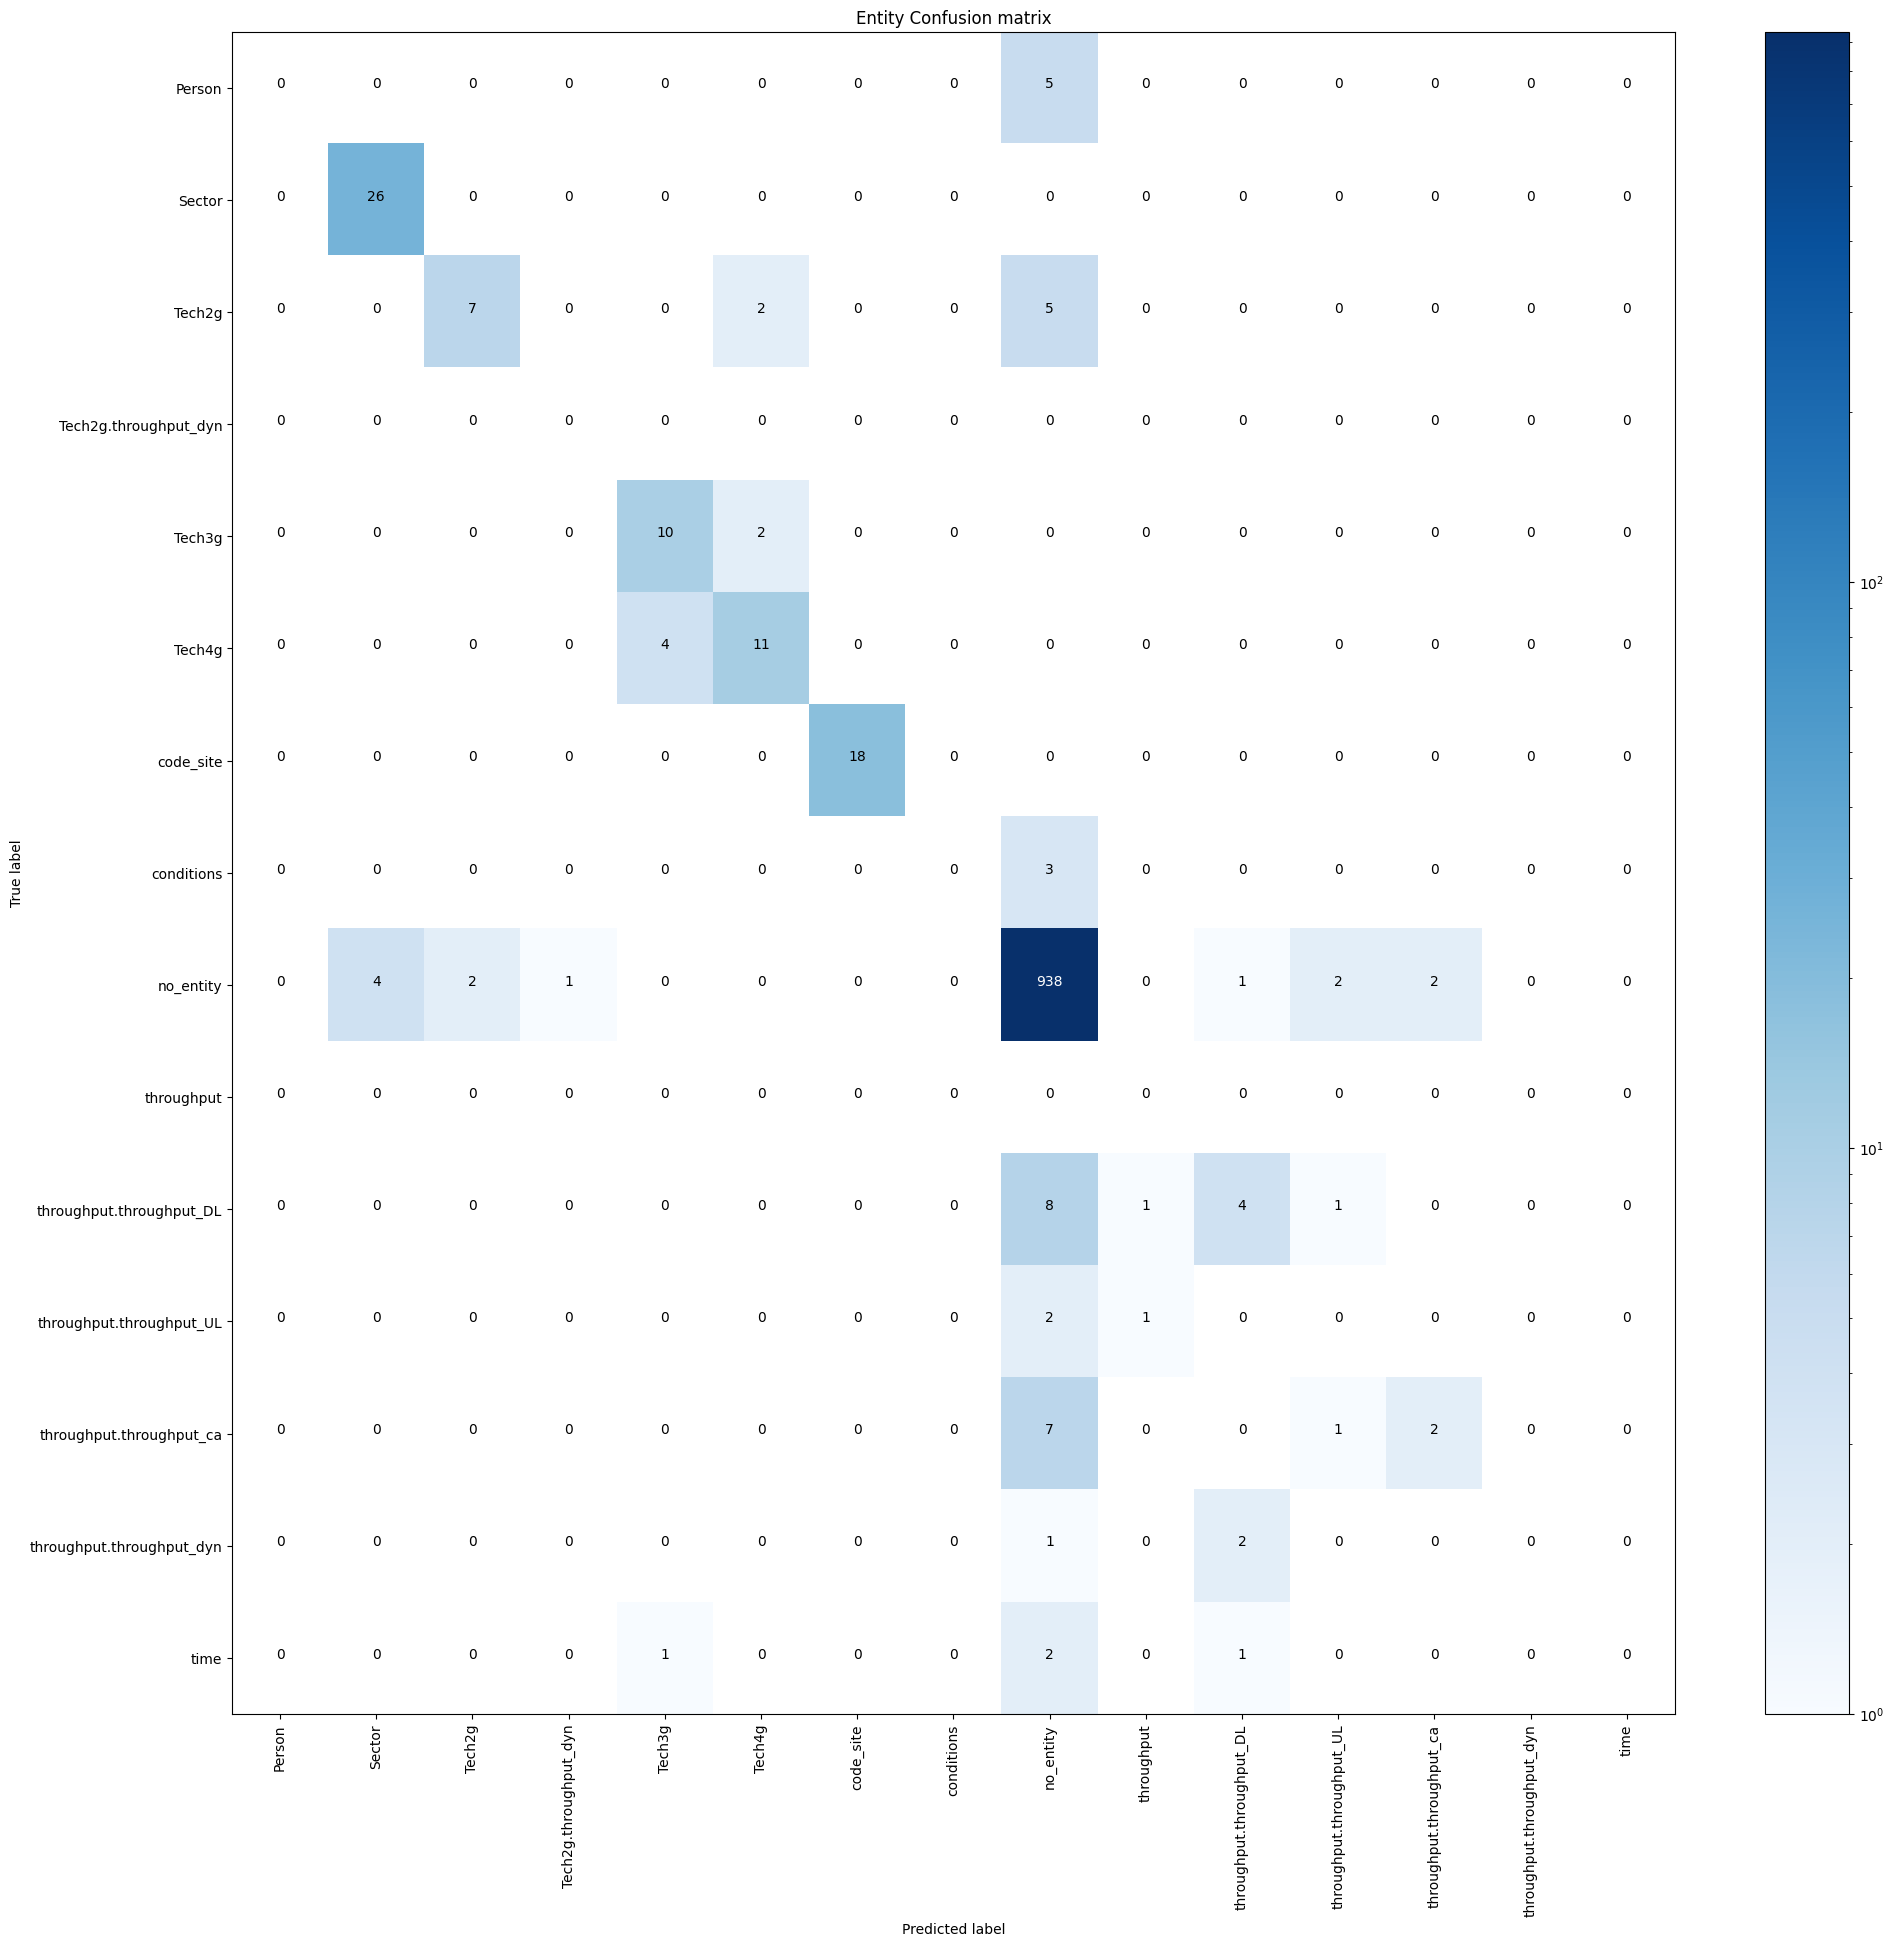 Entity Confusion matrix
Person 0 0 0 0 0 0 0 0 5 0 0 0 0 0 0
Sector 0 26 0 0 0 0 0 0 0 0 0 0 0 0 0
Tech2g 0 0 7 0 0 2 0 0 5 0 0 0 0 0 0
Tech2g.throughput_dyn 0 0 0 0 0 0 0 0 0 0 0 0 0 0 0
Tech3g 0 0 0 0 10 2 0 0 0 0 0 0 0 0 0
Tech4g 0 0 0 0 4 11 0 0 0 0 0 0 0 0 0
code_site 0 0 0 0 0 0 18 0 0 0 0 0 0 0 0
conditions 0 0 0 0 0 0 0 0 3 0 0 0 0 0 0
no_entity 0 4 2 1 0 0 0 0 938 0 1 2 2 0 0
throughput 0 0 0 0 0 0 0 0 0 0 0 0 0 0 0
throughput.throughput_DL 0 0 0 0 0 0 0 0 8 1 4 1 0 0 0
throughput.throughput_UL 0 0 0 0 0 0 0 0 2 1 0 0 0 0 0
throughput.throughput_ca 0 0 0 0 0 0 0 0 7 0 0 1 2 0 0
throughput.throughput_dyn 0 0 0 0 0 0 0 0 1 0 2 0 0 0 0
time 0 0 0 0 1 0 0 0 2 0 1 0 0 0 0
True label
Person
Sector
Tech2g
Tech2g.throughput_dyn
Tech3g
Tech4g
code_site
conditions
no_entity
throughput
throughput.throughput_DL
throughput.throughput_UL
throughput.throughput_ca
throughput.throughput_dyn
time
Predicted label
10²
10¹
10⁰